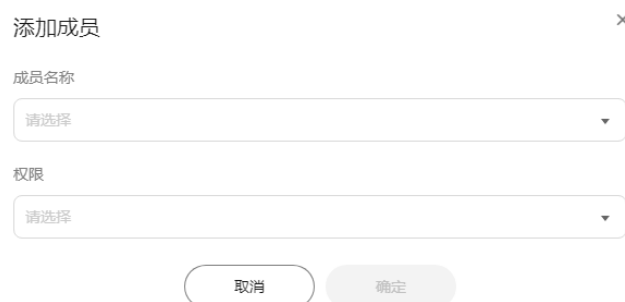 添加成员
成员名称
请选择
权限
请选择
取消 确定